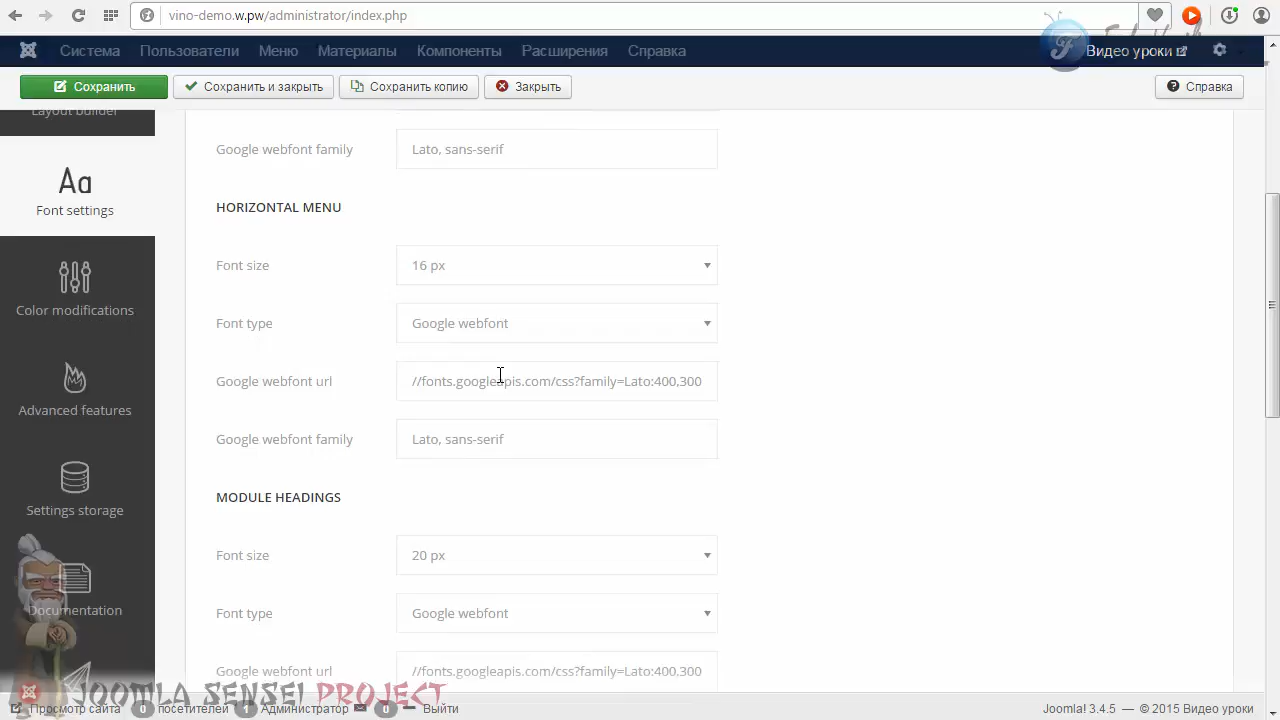 vino-demo.w.pw/administrator/index.php
Система Пользователи Меню Материалы Компоненты Расширения Справка Видео уроки
Сохранить Сохранить и закрыть Сохранить копию Закрыть Справка
Layout builder
Google webfont family Lato, sans-serif
Aa
Font settings
HORIZONTAL MENU
Font size 16 px
Color modifications
Font type Google webfont
Google webfont url //fonts.googleapis.com/css?family=Lato:400,300
Advanced features
Google webfont family Lato, sans-serif
MODULE HEADINGS
Settings storage
Font size 20 px
Documentation
Font type Google webfont
Google webfont url //fonts.googleapis.com/css?family=Lato:400,300
JOOMLA SENSEI PROJECT
Просмотр сайта 0 посетителей 1 Администратор 0 Выйти Joomla! 3.4.5 — © 2015 Видео уроки